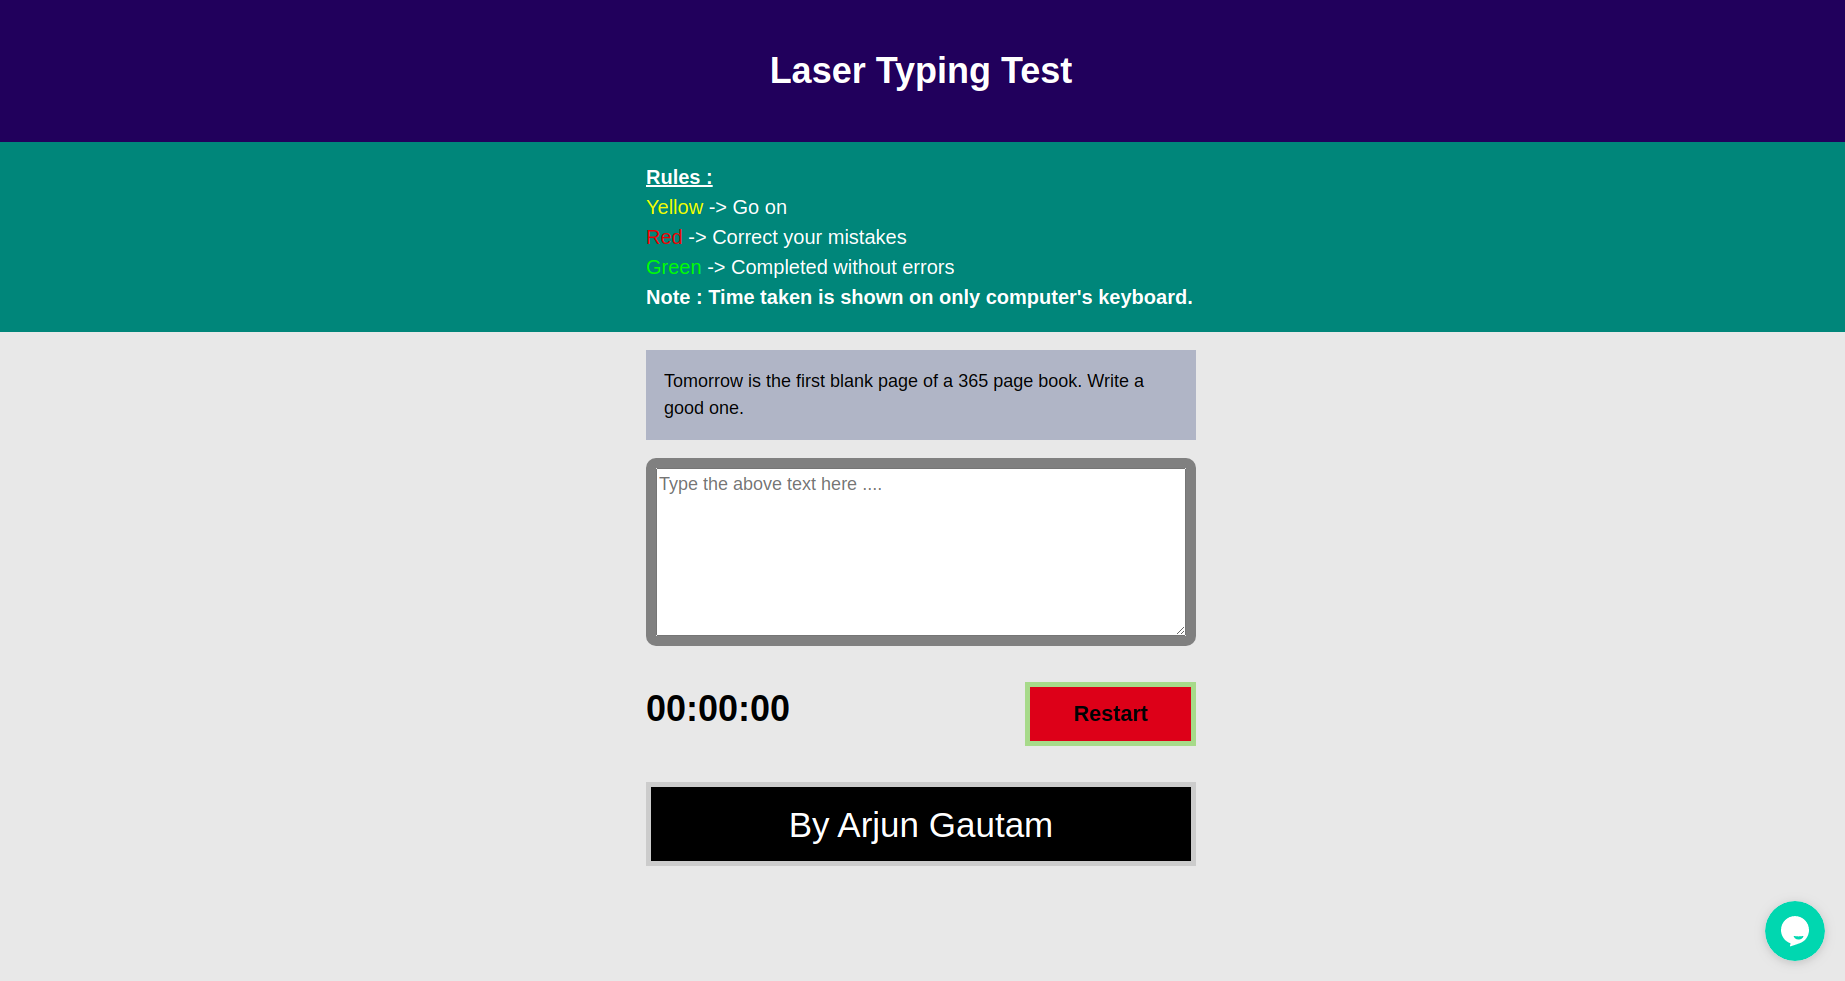 Laser Typing Test
Rules :
Yellow -> Go on
Red -> Correct your mistakes
Green -> Completed without errors
Note : Time taken is shown on only computer's keyboard.
Tomorrow is the first blank page of a 365 page book. Write a
good one.
Type the above text here ....
00:00:00
Restart
By Arjun Gautam